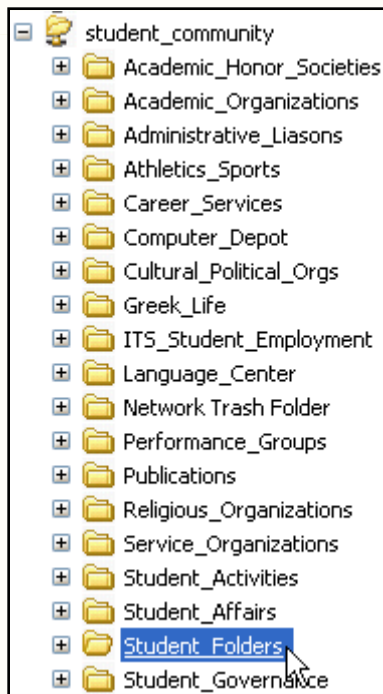 student_community
Academic_Honor_Societies
Academic_Organizations
Administrative_Liasons
Athletics_Sports
Career_Services
Computer_Depot
Cultural_Political_Orgs
Greek_Life
ITS_Student_Employment
Language_Center
Network Trash Folder
Performance_Groups
Publications
Religious_Organizations
Service_Organizations
Student_Activities
Student_Affairs
Student_Folders
Student_Governance